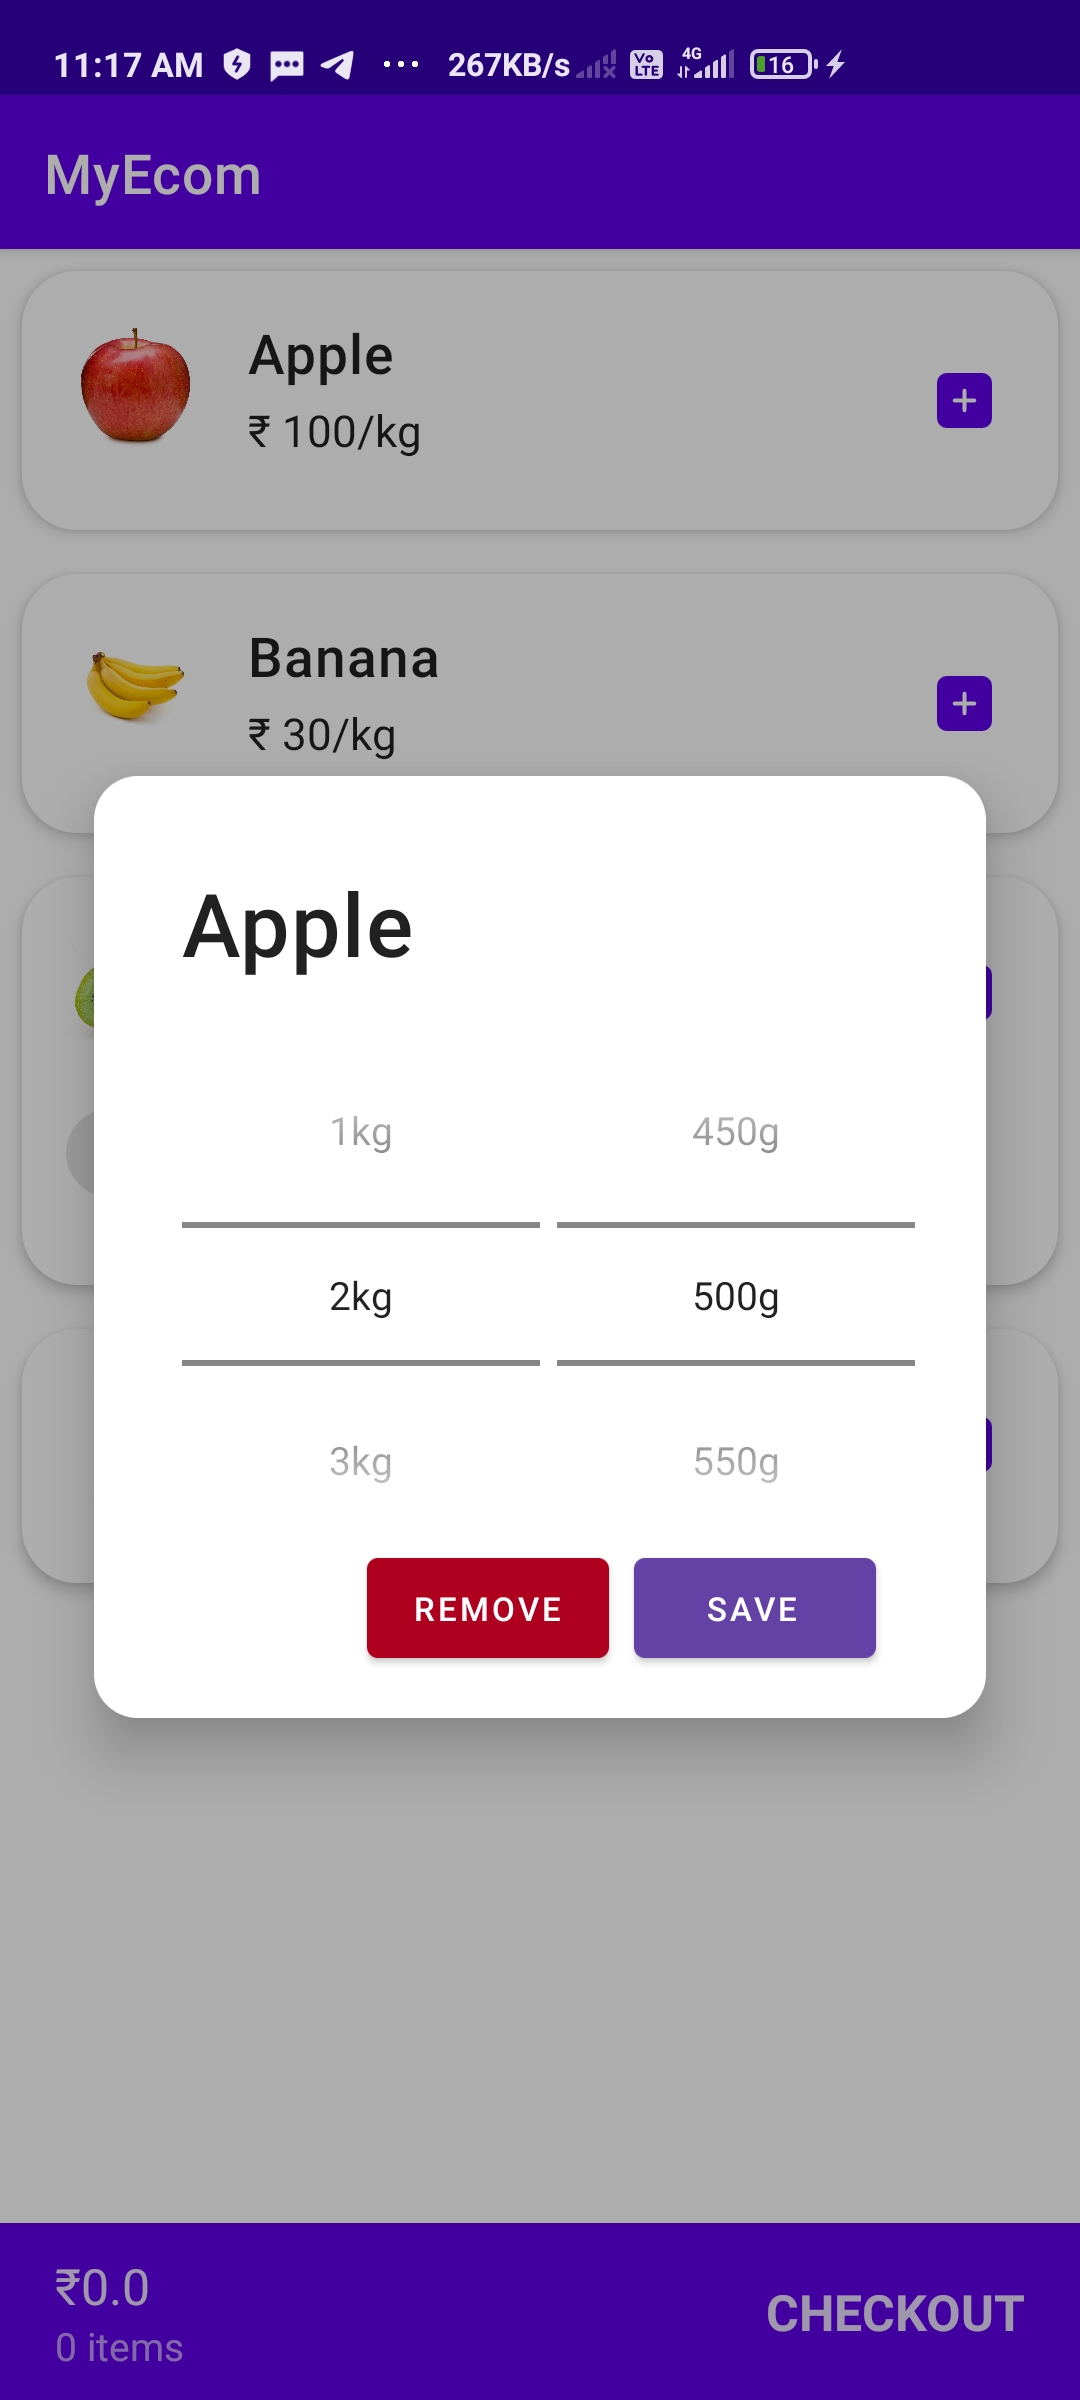 11:17 AM ... 267KB/s Vo LTE 4G 16
MyEcom
Apple
₹ 100/kg
Banana
₹ 30/kg
Apple
1kg 450g
2kg 500g
3kg 550g
REMOVE SAVE
₹0.0
CHECKOUT
0 items